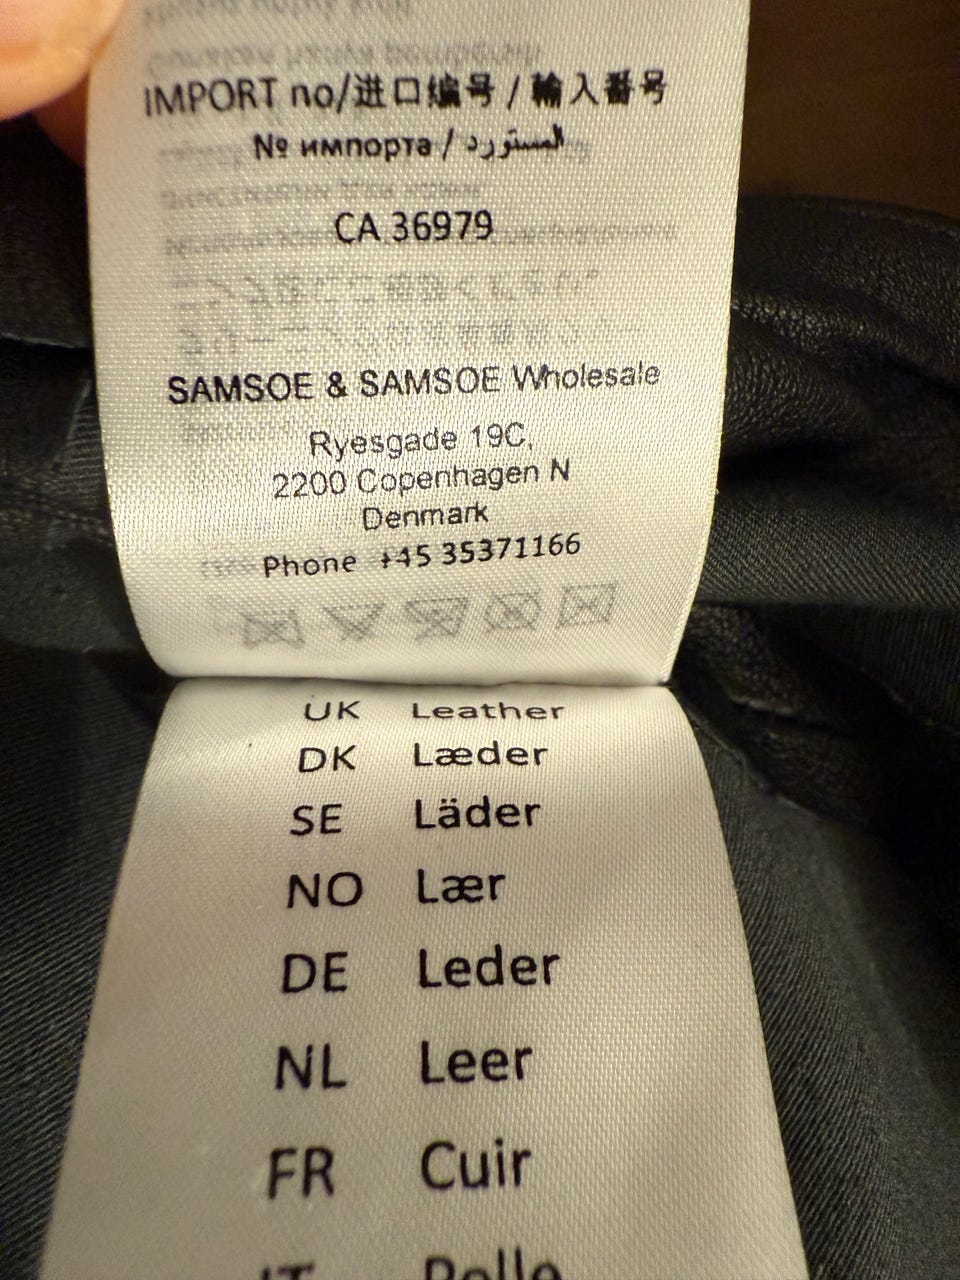 IMPORT no/进口编号 / 輸入番号
№ импорта / المستورد
CA 36979
SAMSOE & SAMSOE Wholesale
Ryesgade 19C,
2200 Copenhagen N
Denmark
Phone +45 35371166
UK Leather
DK Læder
SE Läder
NO Lær
DE Leder
NL Leer
FR Cuir
IT Pelle